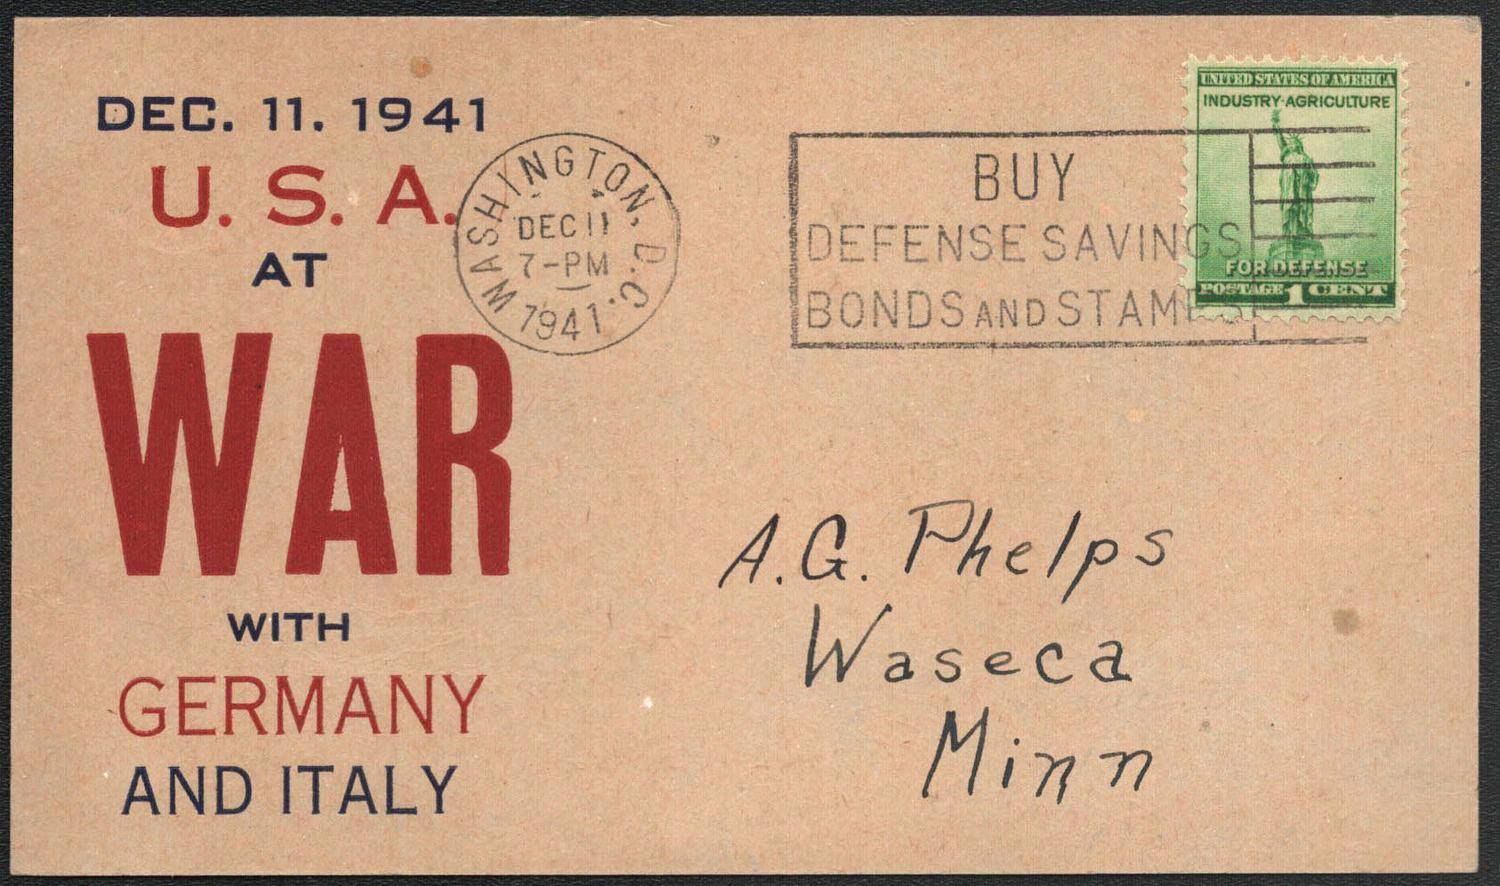 DEC. 11. 1941
U. S. A.
AT
WAR
WITH
GERMANY
AND ITALY
WASHINGTON, D.C.
DEC 11
7-PM
1941
BUY
DEFENSE SAVINGS
BONDS AND STAMPS
UNITED STATES OF AMERICA
INDUSTRY·AGRICULTURE
FOR DEFENSE
POSTAGE 1 CENT
A.G. Phelps
Waseca
Minn